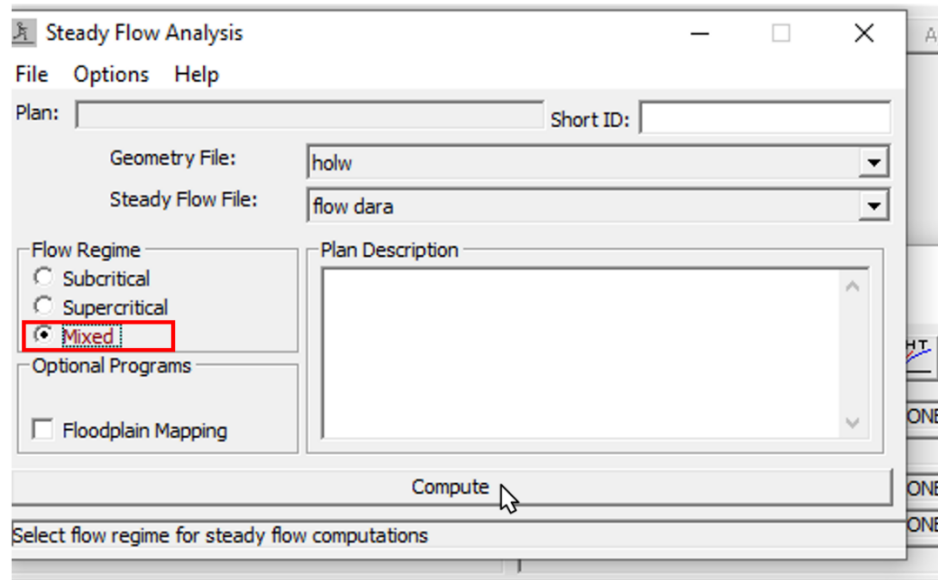 Steady Flow Analysis
File Options Help
Plan:
Short ID:
Geometry File:
holw
Steady Flow File:
flow dara
Flow Regime
Subcritical
Supercritical
Mixed
Plan Description
Optional Programs
Floodplain Mapping
Compute
Select flow regime for steady flow computations